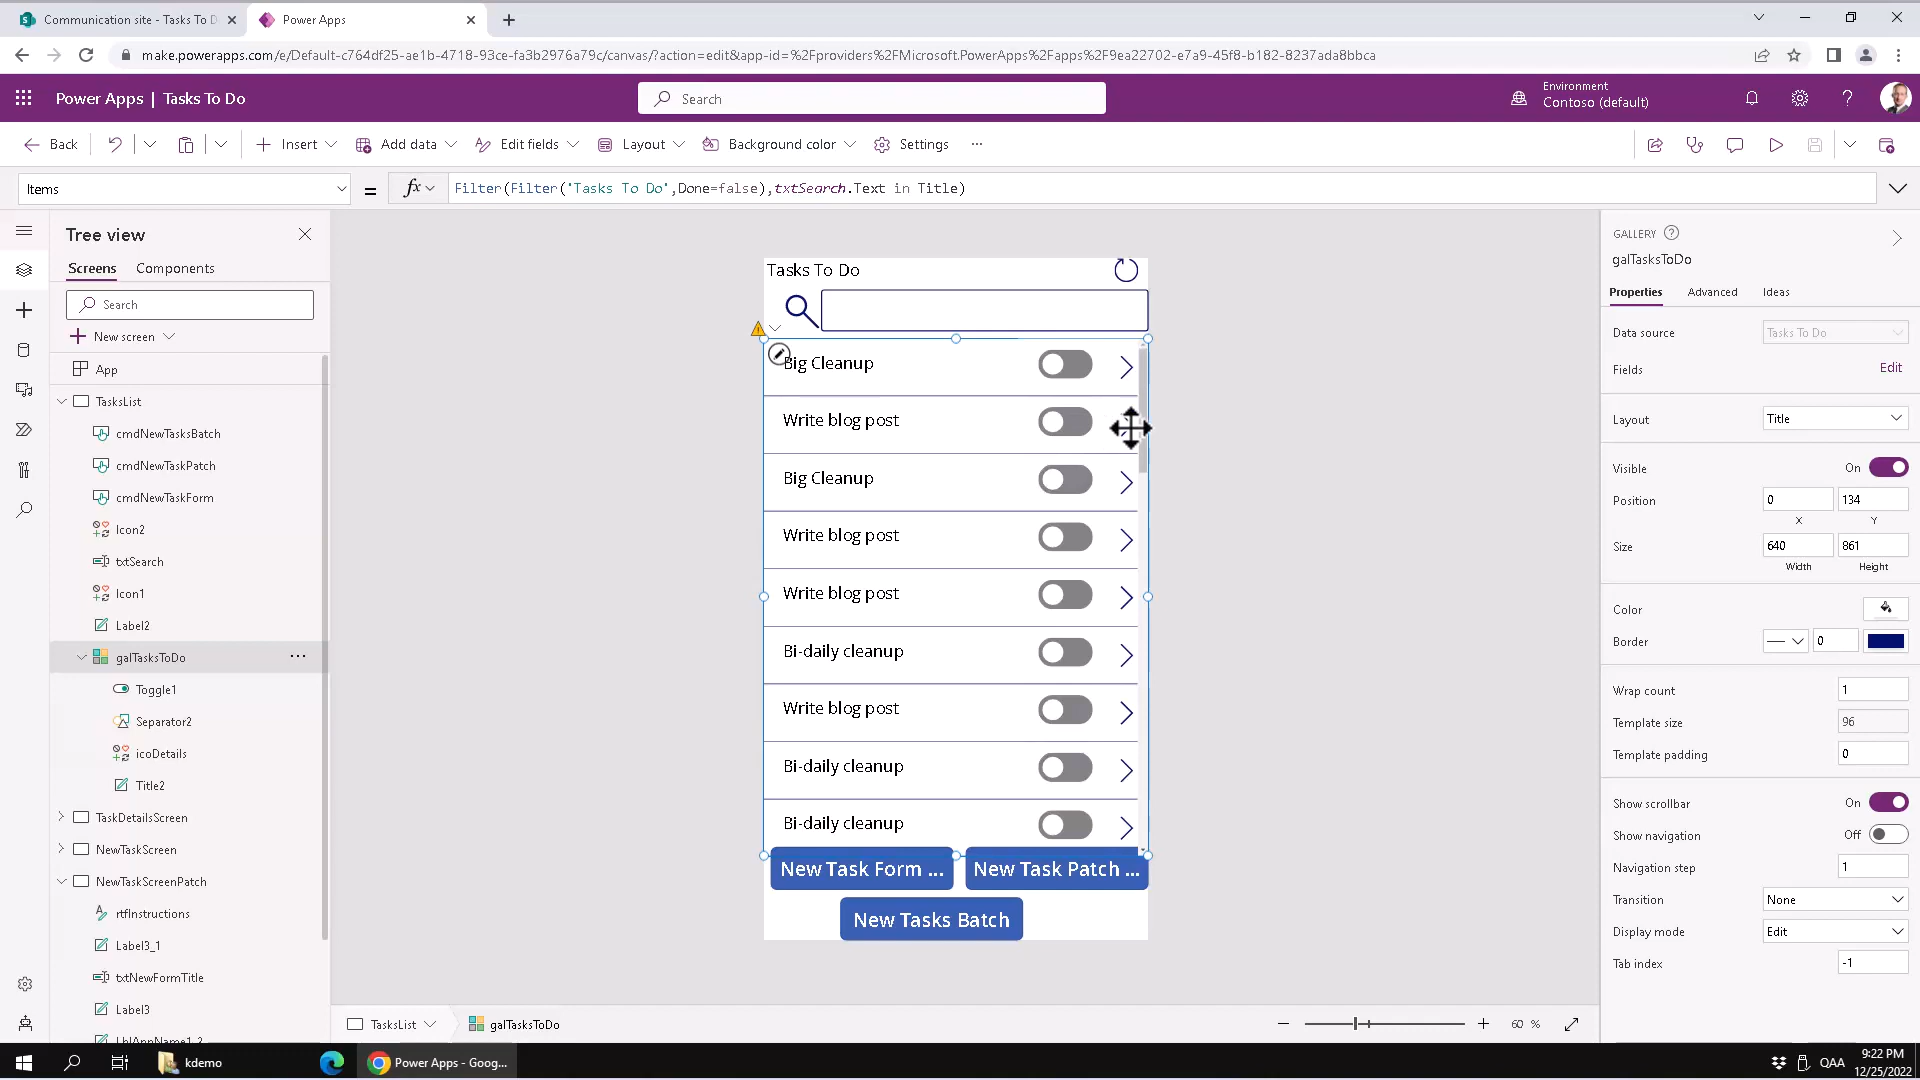 Communication site - Tasks To D
Power Apps
make.powerapps.com/e/Default-c764df25-ae1b-4718-93ce-fa3b2976a79c/canvas/?action=edit&app-id=%2Fproviders%2FMicrosoft.PowerApps%2Fapps%2F9ea22702-e7a9-45f8-b182-8237ada8bbca
Power Apps | Tasks To Do
Search
Environment
Contoso (default)
Back
Insert
Add data
Edit fields
Layout
Background color
Settings
Items
= fx
Filter(Filter('Tasks To Do',Done=false),txtSearch.Text in Title)
Tree view
Screens
Components
Search
New screen
App
TasksList
cmdNewTasksBatch
cmdNewTaskPatch
cmdNewTaskForm
Icon2
txtSearch
Icon1
Label2
galTasksToDo
Toggle1
Separator2
icoDetails
Title2
TaskDetailsScreen
NewTaskScreen
NewTaskScreenPatch
rtfInstructions
Label3_1
txtNewFormTitle
Label3
LblAppName1_2
Tasks To Do
Big Cleanup
Write blog post
Big Cleanup
Write blog post
Write blog post
Bi-daily cleanup
Write blog post
Bi-daily cleanup
Bi-daily cleanup
New Task Form ...
New Task Patch ...
New Tasks Batch
TasksList
galTasksToDo
60 %
GALLERY
galTasksToDo
Properties
Advanced
Ideas
Data source
Tasks To Do
Fields
Edit
Layout
Title
Visible
On
Position
0
134
X
Y
Size
640
861
Width
Height
Color
Border
0
Wrap count
1
Template size
96
Template padding
0
Show scrollbar
On
Show navigation
Off
Navigation step
1
Transition
None
Display mode
Edit
Tab index
-1
kdemo
Power Apps - Goog...
QAA
9:22 PM
12/25/2022